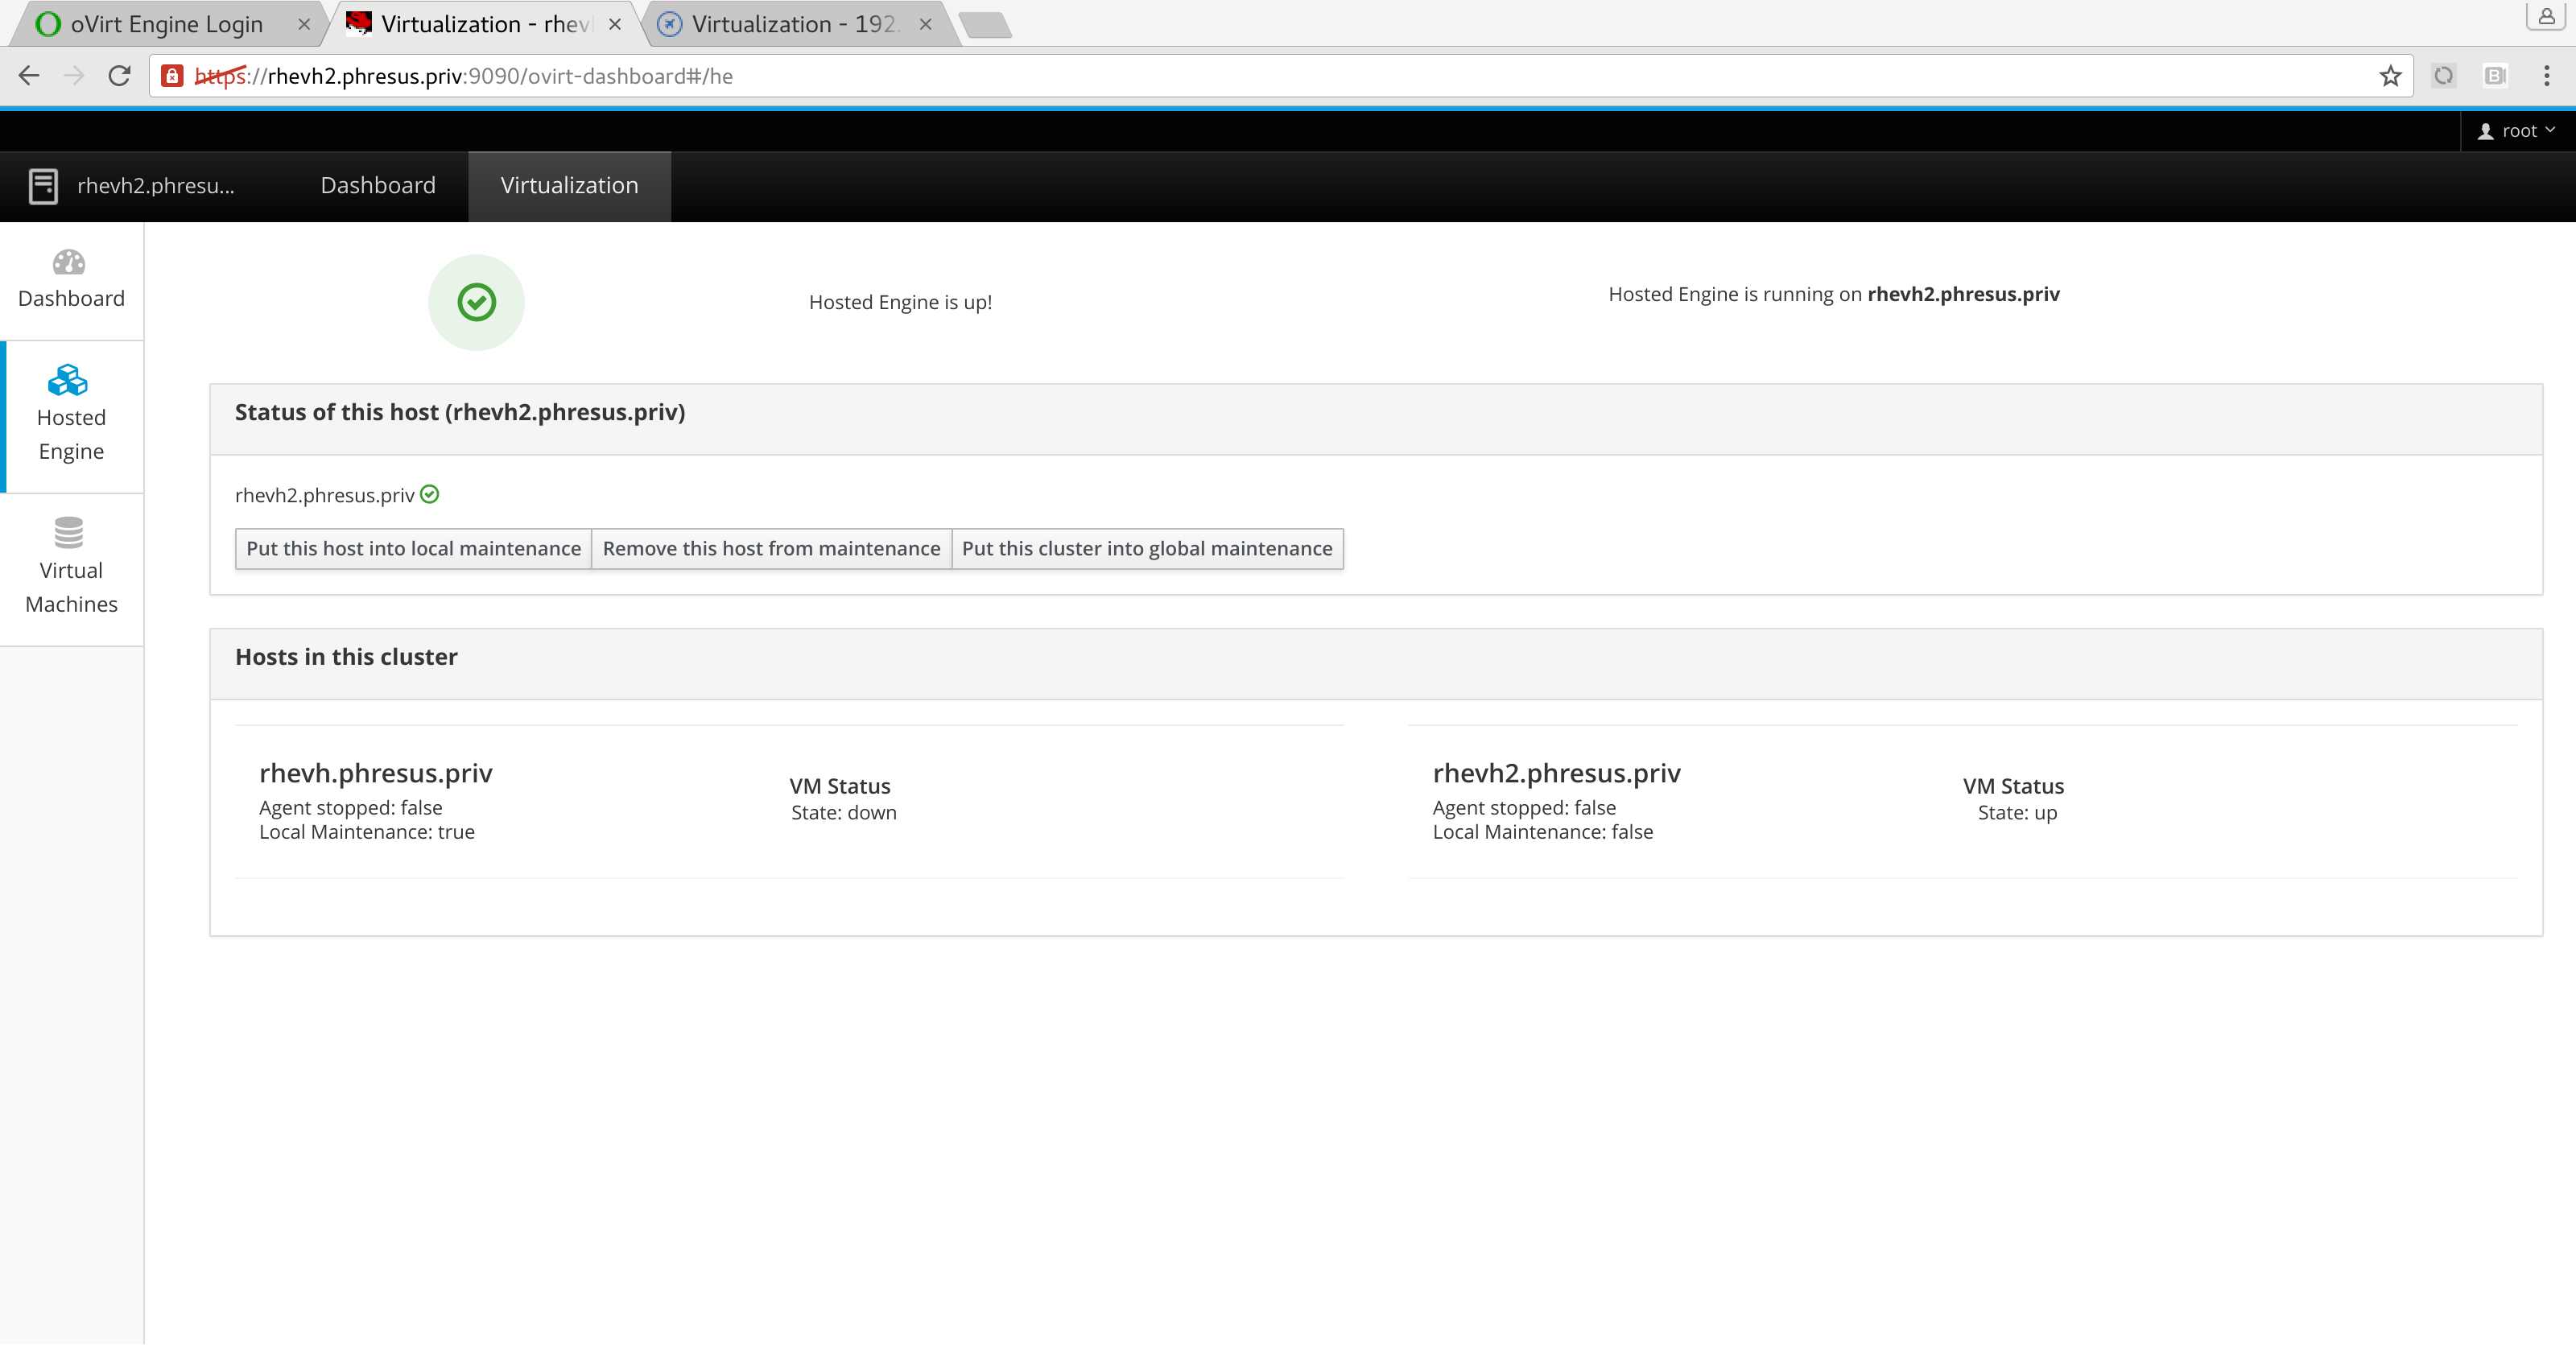 oVirt Engine Login
Virtualization - rhev
Virtualization - 192.
https://rhevh2.phresus.priv:9090/ovirt-dashboard#/he
root
rhevh2.phresu...
Dashboard
Virtualization
Dashboard
Hosted
Engine
Virtual
Machines
Hosted Engine is up!
Hosted Engine is running on rhevh2.phresus.priv
Status of this host (rhevh2.phresus.priv)
rhevh2.phresus.priv
Put this host into local maintenance
Remove this host from maintenance
Put this cluster into global maintenance
Hosts in this cluster
rhevh.phresus.priv
Agent stopped: false
Local Maintenance: true
VM Status
State: down
rhevh2.phresus.priv
Agent stopped: false
Local Maintenance: false
VM Status
State: up